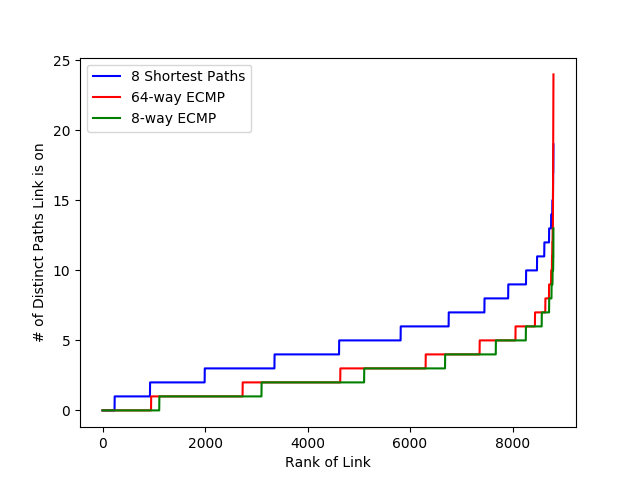 8 Shortest Paths
64-way ECMP
8-way ECMP
# of Distinct Paths Link is on
25
20
15
10
5
0
0 2000 4000 6000 8000
Rank of Link